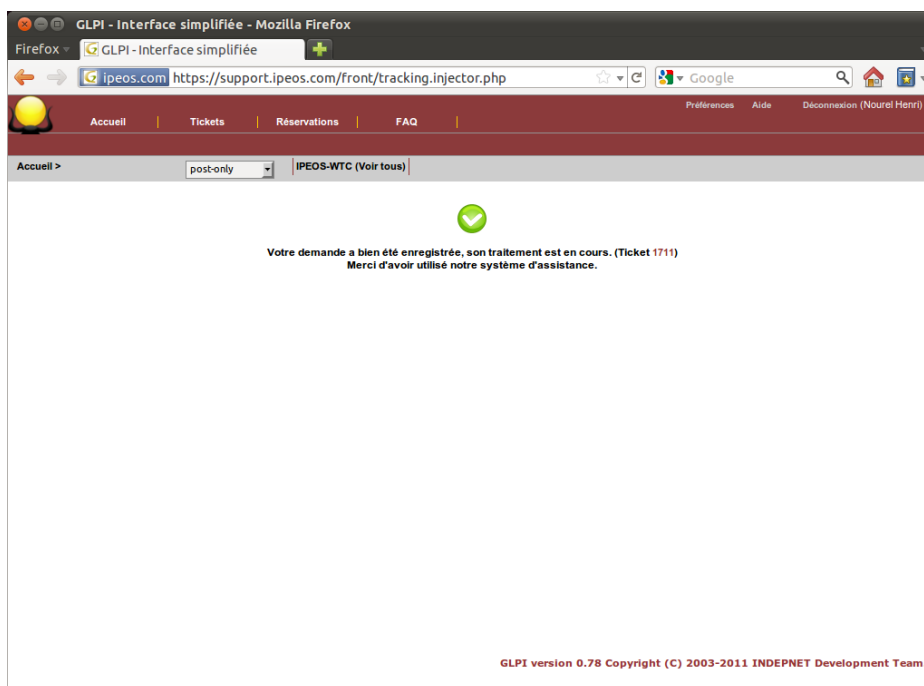 GLPI - Interface simplifiée - Mozilla Firefox
Firefox GLPI - Interface simplifiée
ipeos.com https://support.ipeos.com/front/tracking.injector.php Google
Préférences Aide Déconnexion (Nourel Henri)
Accueil | Tickets | Réservations | FAQ |
Accueil > post-only IPEOS-WTC (Voir tous)
Votre demande a bien été enregistrée, son traitement est en cours. (Ticket 1711)
Merci d'avoir utilisé notre système d'assistance.
GLPI version 0.78 Copyright (C) 2003-2011 INDEPNET Development Team